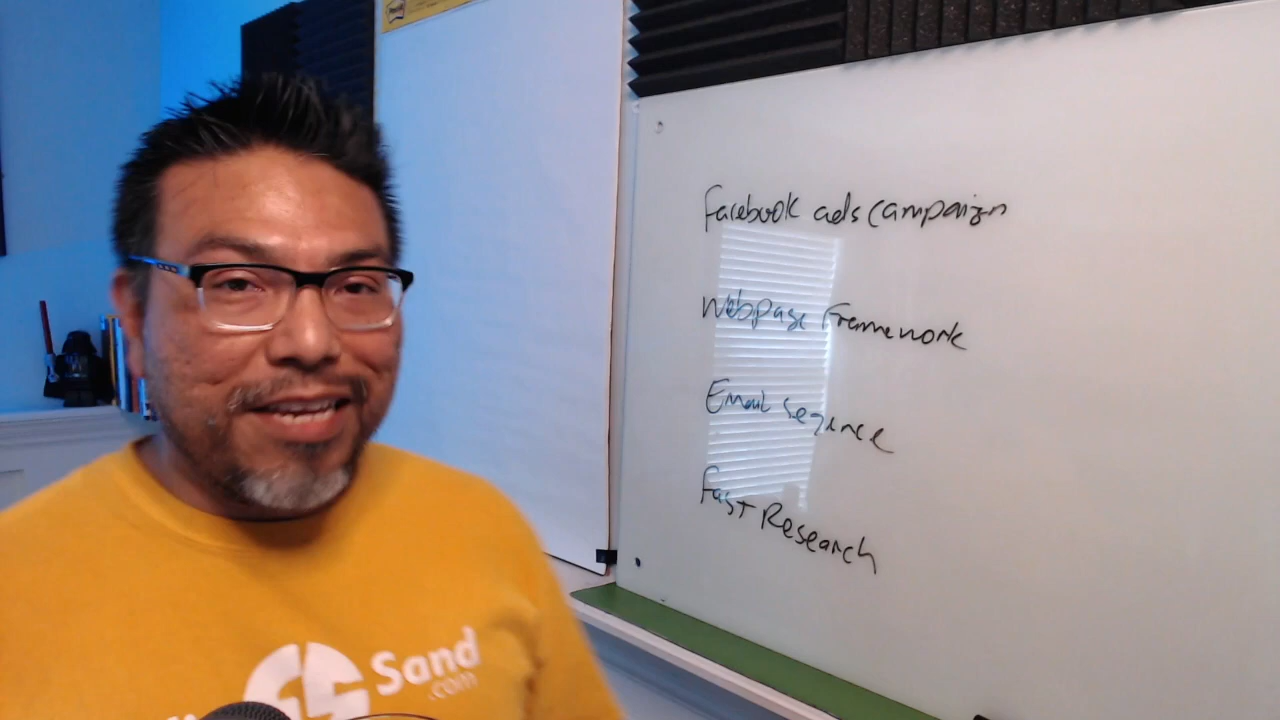 Facebook ads campaign
Webpage Framework
Email Sequence
Fast Research
Sand
.com